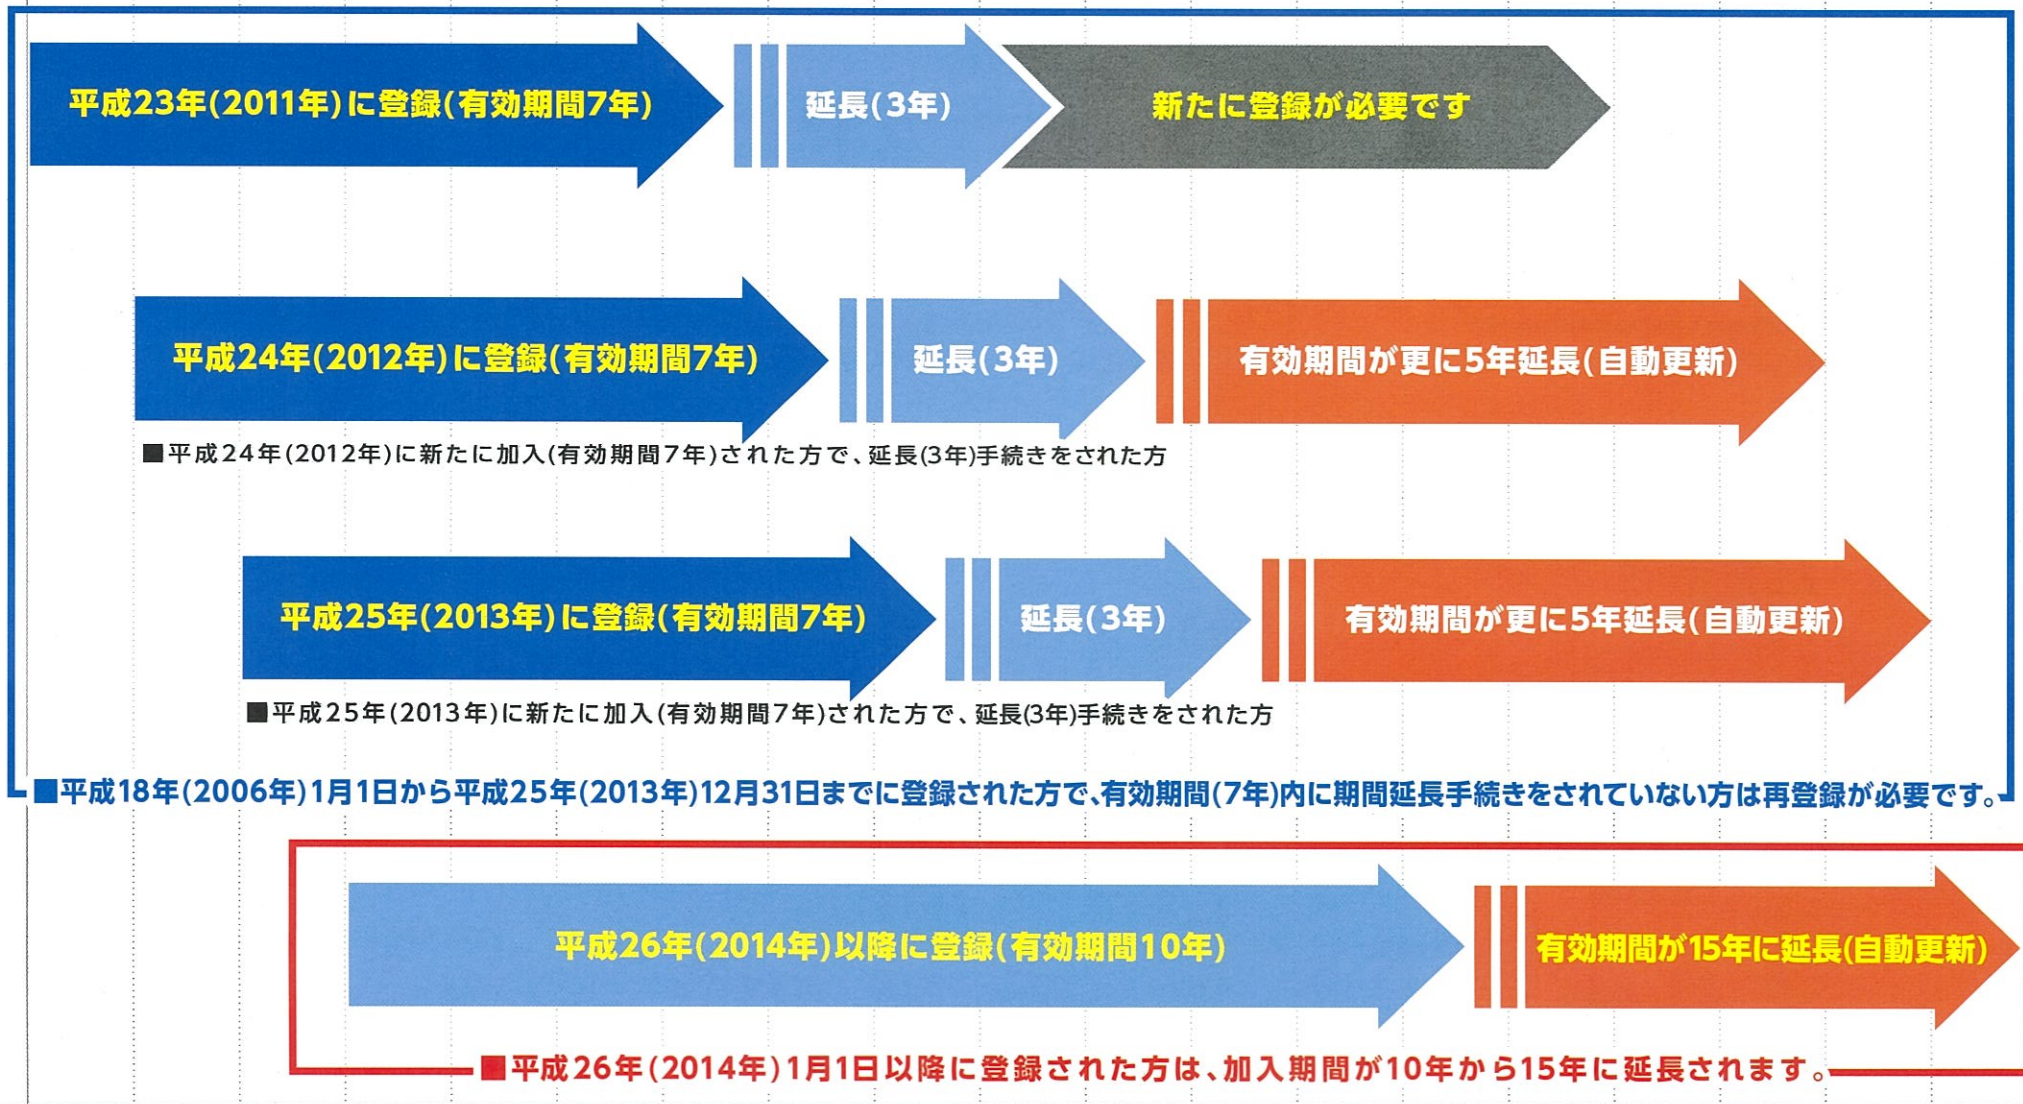 平成23年(2011年)に登録(有効期間7年)
延長(3年)
新たに登録が必要です
平成24年(2012年)に登録(有効期間7年)
延長(3年)
有効期間が更に5年延長(自動更新)
■平成24年(2012年)に新たに加入(有効期間7年)された方で、延長(3年)手続きをされた方
平成25年(2013年)に登録(有効期間7年)
延長(3年)
有効期間が更に5年延長(自動更新)
■平成25年(2013年)に新たに加入(有効期間7年)された方で、延長(3年)手続きをされた方
■平成18年(2006年)1月1日から平成25年(2013年)12月31日までに登録された方で、有効期間(7年)内に期間延長手続きをされていない方は再登録が必要です。
平成26年(2014年)以降に登録(有効期間10年)
有効期間が15年に延長(自動更新)
■平成26年(2014年)1月1日以降に登録された方は、加入期間が10年から15年に延長されます。